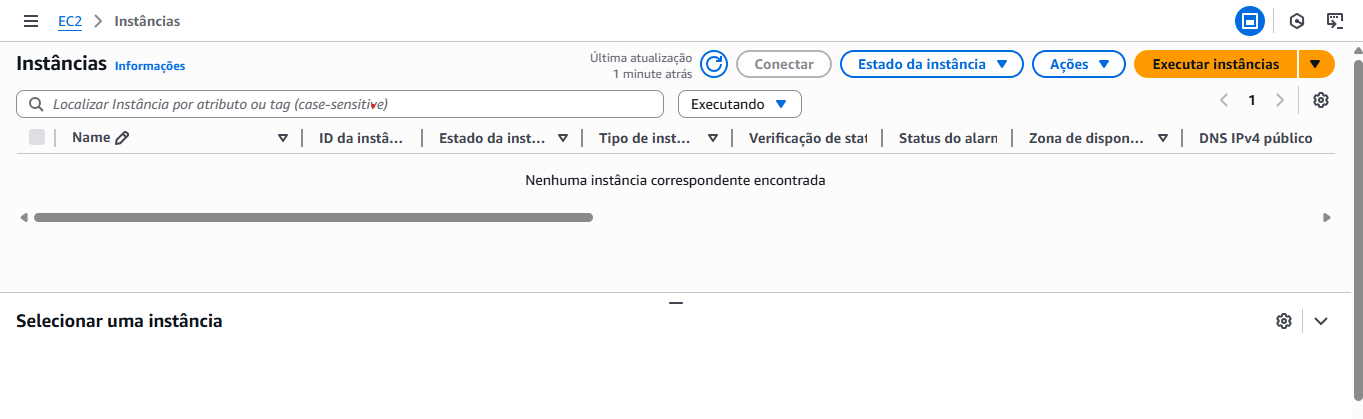 EC2 > Instâncias
Instâncias Informações
Última atualização
1 minute atrás
Conectar
Estado da instância
Ações
Executar instâncias
Localizar Instância por atributo ou tag (case-sensitive)
Executando
1
Name ID da instâ... Estado da inst... Tipo de inst... Verificação de stat Status do alarn Zona de dispon... DNS IPv4 público
Nenhuma instância correspondente encontrada
Selecionar uma instância